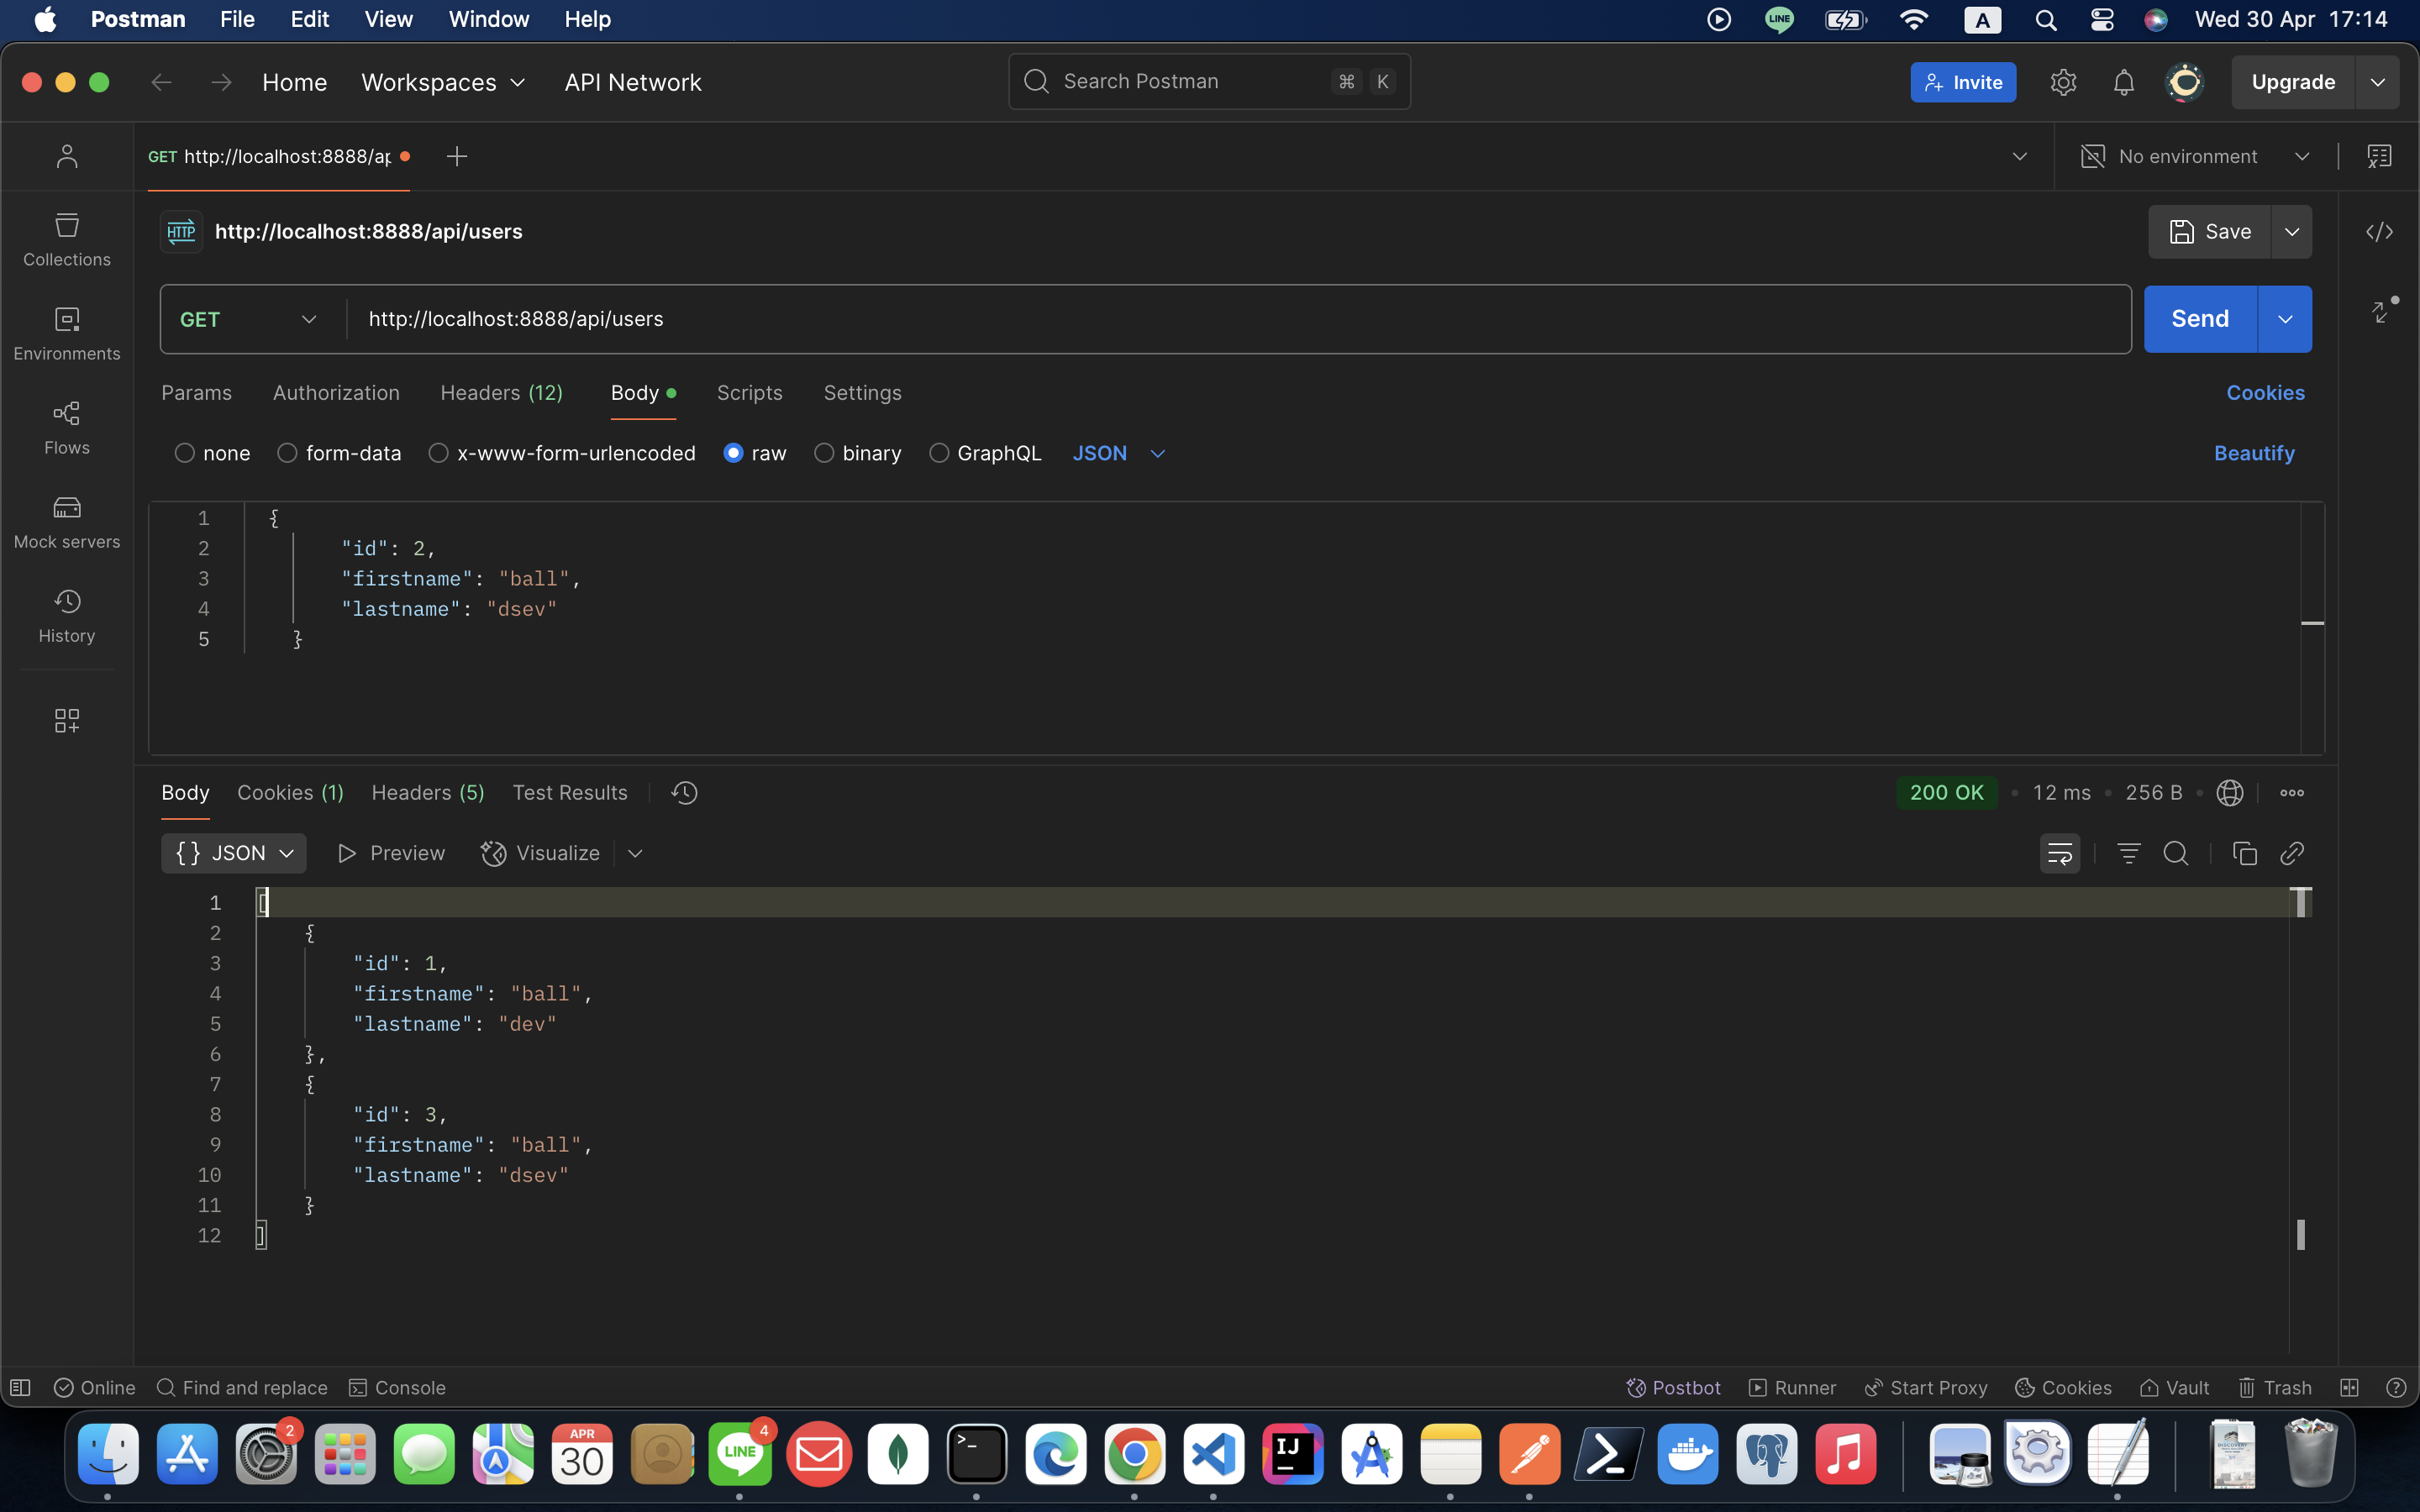 Postman File Edit View Window Help LINE A Wed 30 Apr 17:14
Home Workspaces API Network Search Postman ⌘ K Invite Upgrade
GET http://localhost:8888/ap No environment
HTTP http://localhost:8888/api/users Save
Collections
GET http://localhost:8888/api/users Send
Environments
Params Authorization Headers (12) Body Scripts Settings Cookies
Flows
none form-data x-www-form-urlencoded raw binary GraphQL JSON Beautify
1 {
Mock servers
2 "id": 2,
3 "firstname": "ball",
4 "lastname": "dsev"
History
5 }
Body Cookies (1) Headers (5) Test Results 200 OK 12 ms 256 B
{} JSON Preview Visualize
1 [
2 {
3 "id": 1,
4 "firstname": "ball",
5 "lastname": "dev"
6 },
7 {
8 "id": 3,
9 "firstname": "ball",
10 "lastname": "dsev"
11 }
12 ]
Online Find and replace Console Postbot Runner Start Proxy Cookies Vault Trash
2 APR 30 LINE 4 >_ IJ